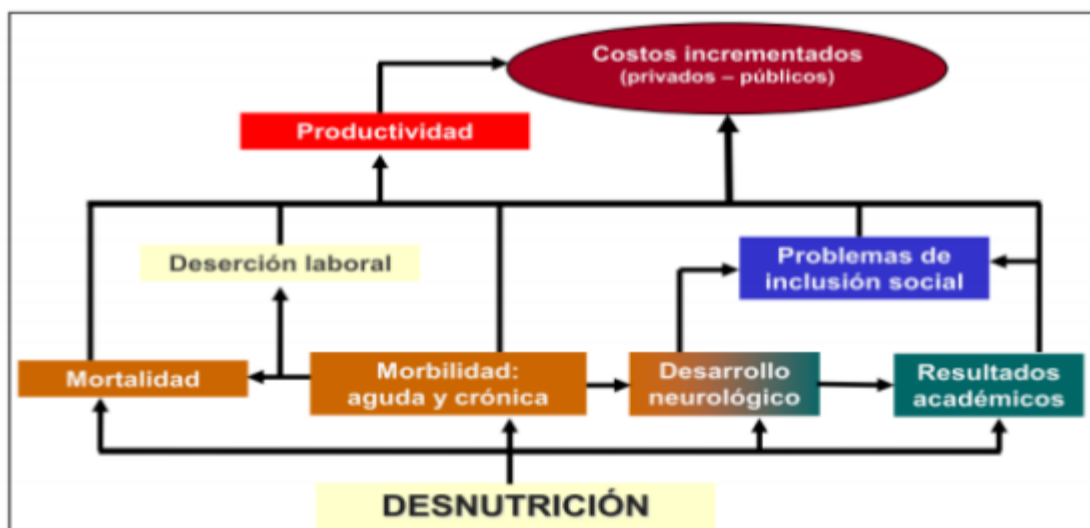 Costos incrementados
(privados – públicos)
Productividad
Deserción laboral
Problemas de
inclusión social
Mortalidad
Morbilidad:
aguda y crónica
Desarrollo
neurológico
Resultados
académicos
DESNUTRICIÓN